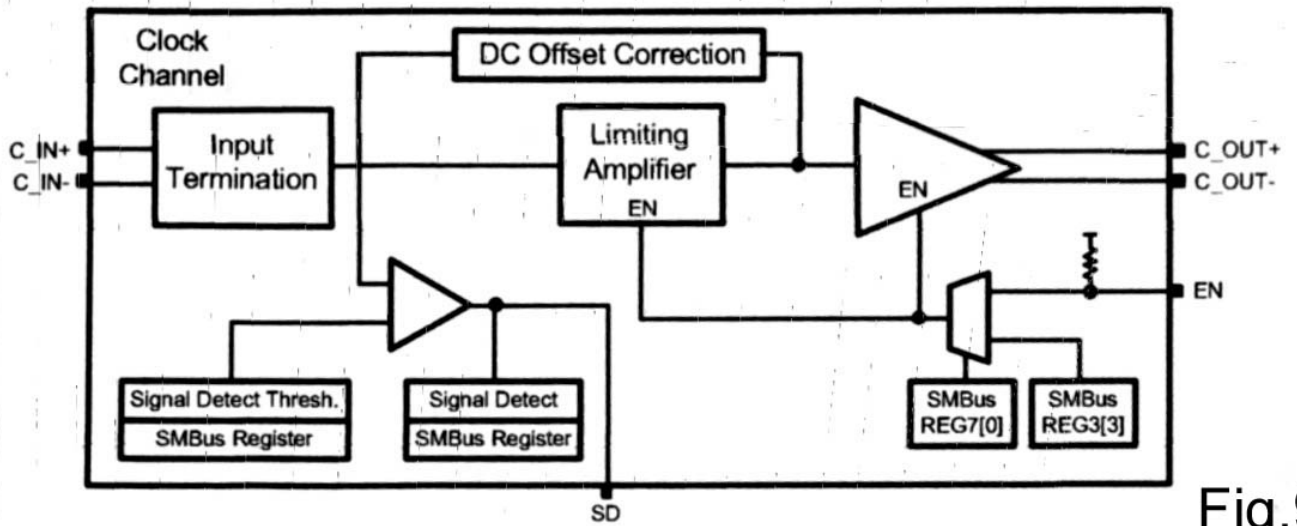 Clock
Channel
DC Offset Correction
C_IN+
C_IN-
Input
Termination
Limiting
Amplifier
EN
EN
C_OUT+
C_OUT-
EN
Signal Detect Thresh.
SMBus Register
Signal Detect
SMBus Register
SMBus
REG7[0]
SMBus
REG3[3]
SD